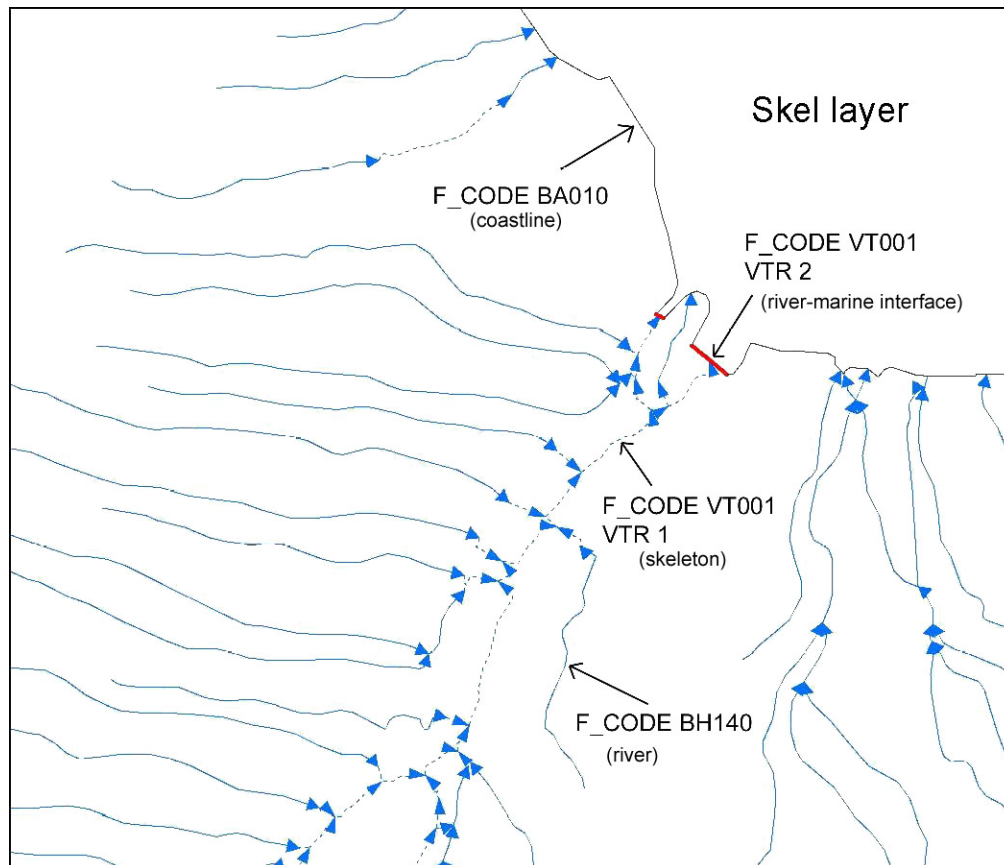 Skel layer
F_CODE BA010
(coastline)
F_CODE VT001
VTR 2
(river-marine interface)
F_CODE VT001
VTR 1
(skeleton)
F_CODE BH140
(river)